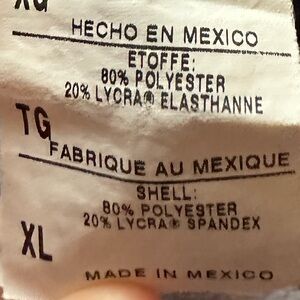 XG
HECHO EN MEXICO
ETOFFE:
80% POLYESTER
20% LYCRA® ELASTHANNE
TG
FABRIQUE AU MEXIQUE
SHELL:
80% POLYESTER
20% LYCRA® SPANDEX
XL
MADE IN MEXICO